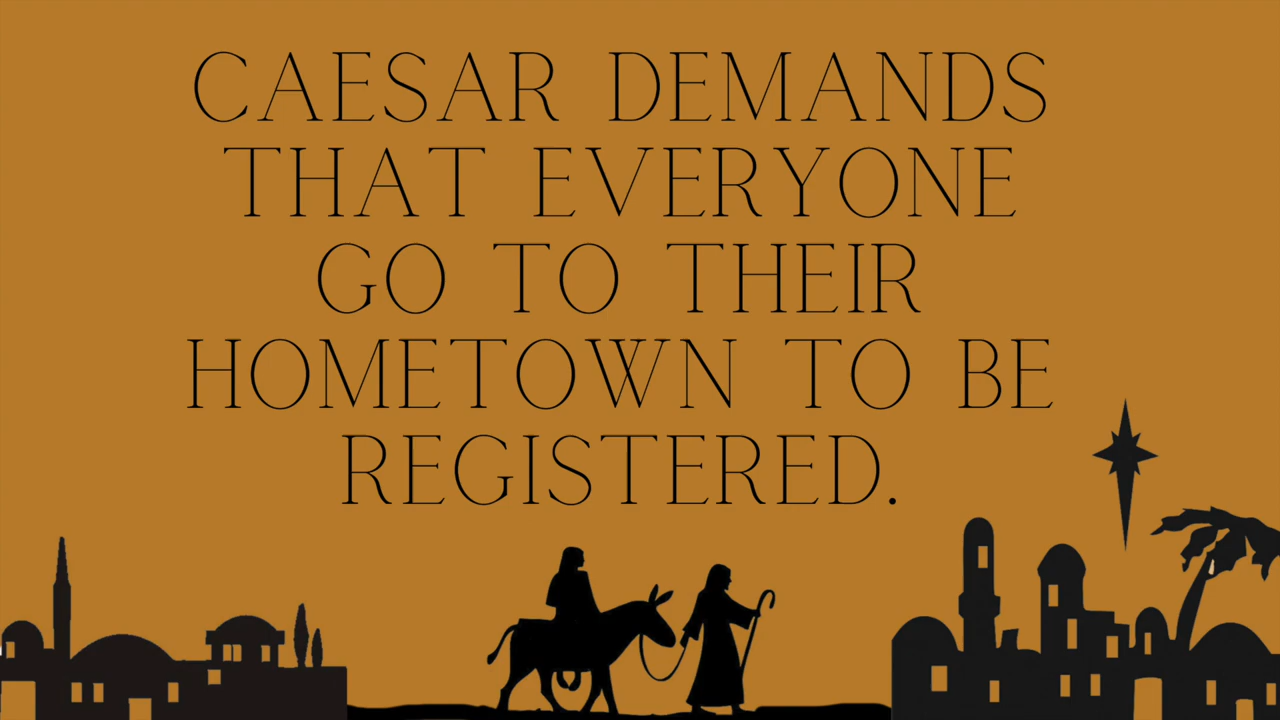 CAESAR DEMANDS
THAT EVERYONE
GO TO THEIR
HOMETOWN TO BE
REGISTERED.